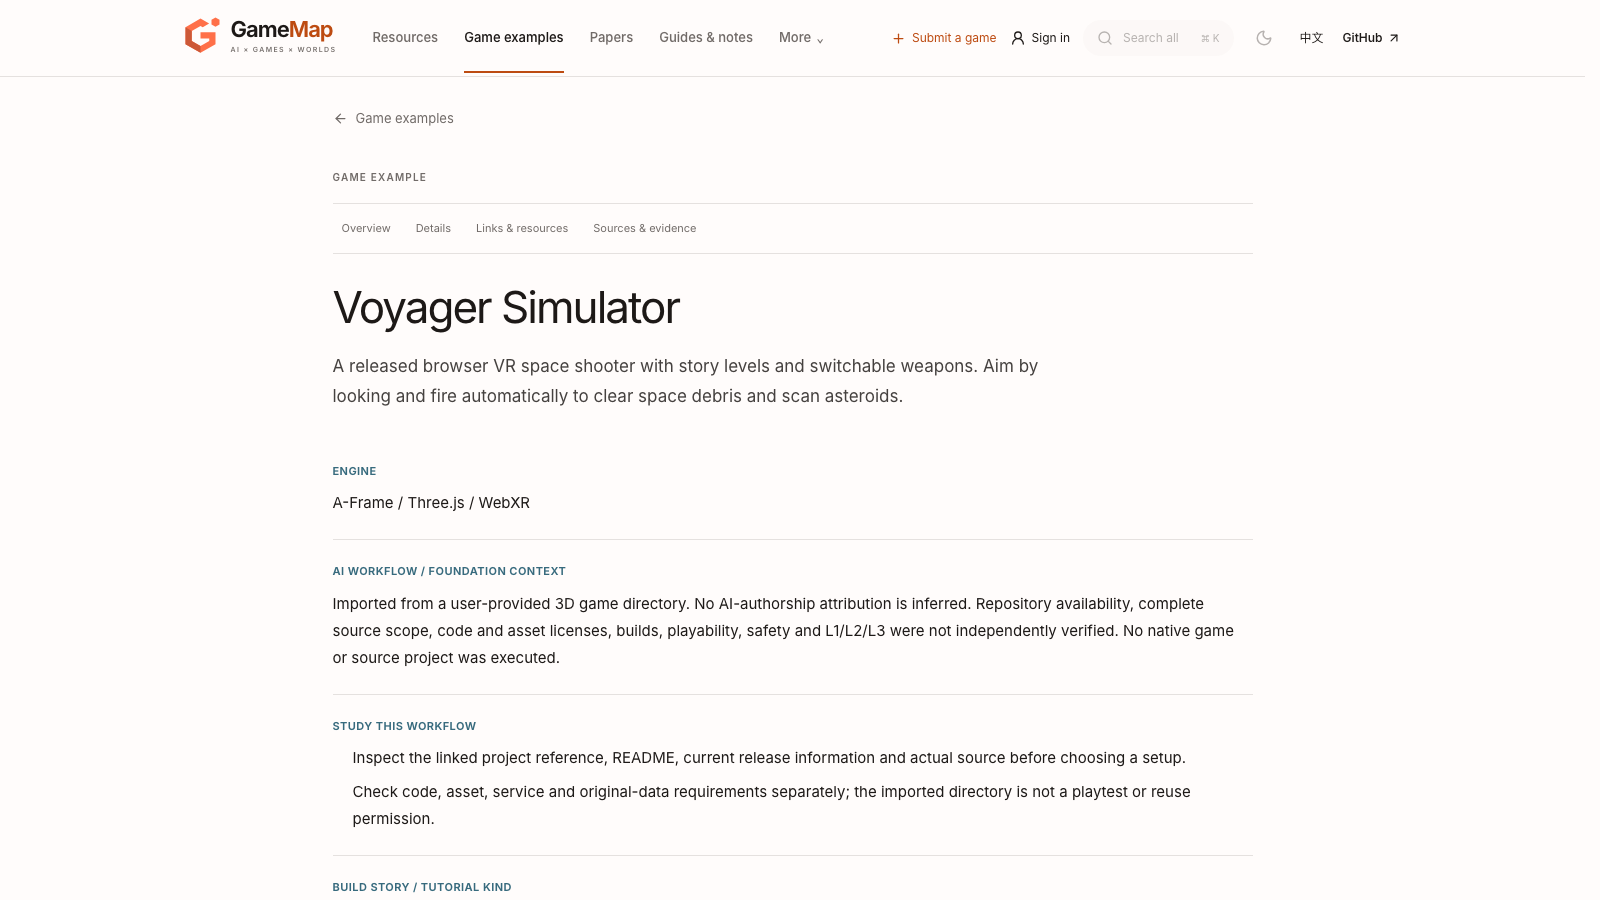 GameMap
AI × GAMES × WORLDS
Resources
Game examples
Papers
Guides & notes
More
Submit a game
Sign in
Search all
⌘ K
中文
GitHub
Game examples
GAME EXAMPLE
Overview
Details
Links & resources
Sources & evidence
Voyager Simulator
A released browser VR space shooter with story levels and switchable weapons. Aim by
looking and fire automatically to clear space debris and scan asteroids.
ENGINE
A-Frame / Three.js / WebXR
AI WORKFLOW / FOUNDATION CONTEXT
Imported from a user-provided 3D game directory. No AI-authorship attribution is inferred. Repository availability, complete
source scope, code and asset licenses, builds, playability, safety and L1/L2/L3 were not independently verified. No native game
or source project was executed.
STUDY THIS WORKFLOW
Inspect the linked project reference, README, current release information and actual source before choosing a setup.
Check code, asset, service and original-data requirements separately; the imported directory is not a playtest or reuse
permission.
BUILD STORY / TUTORIAL KIND